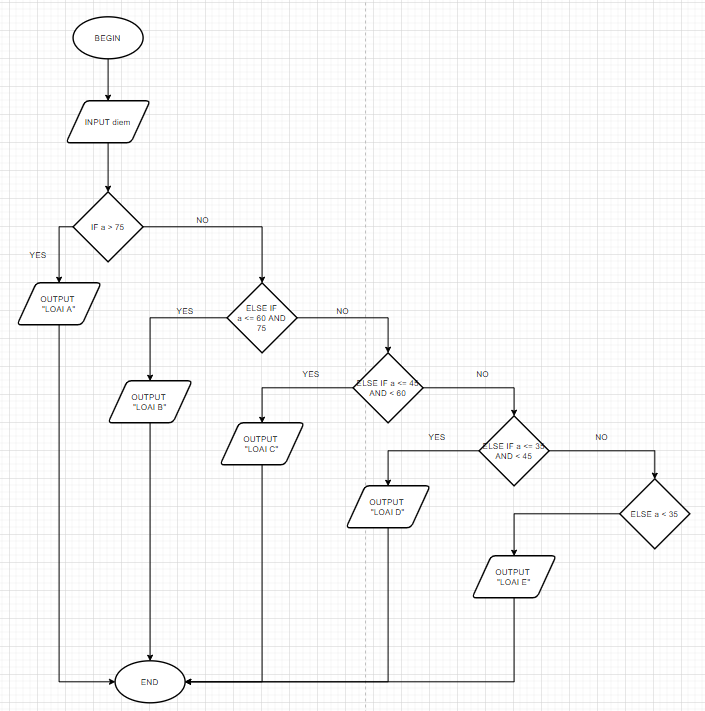 BEGIN
INPUT diem
IF a > 75
NO
YES
OUTPUT
"LOAI A"
ELSE IF
a <= 60 AND
75
YES
NO
OUTPUT
"LOAI B"
ELSE IF a <= 45
AND < 60
YES
NO
OUTPUT
"LOAI C"
ELSE IF a <= 35
AND < 45
YES
NO
OUTPUT
"LOAI D"
ELSE a < 35
OUTPUT
"LOAI E"
END